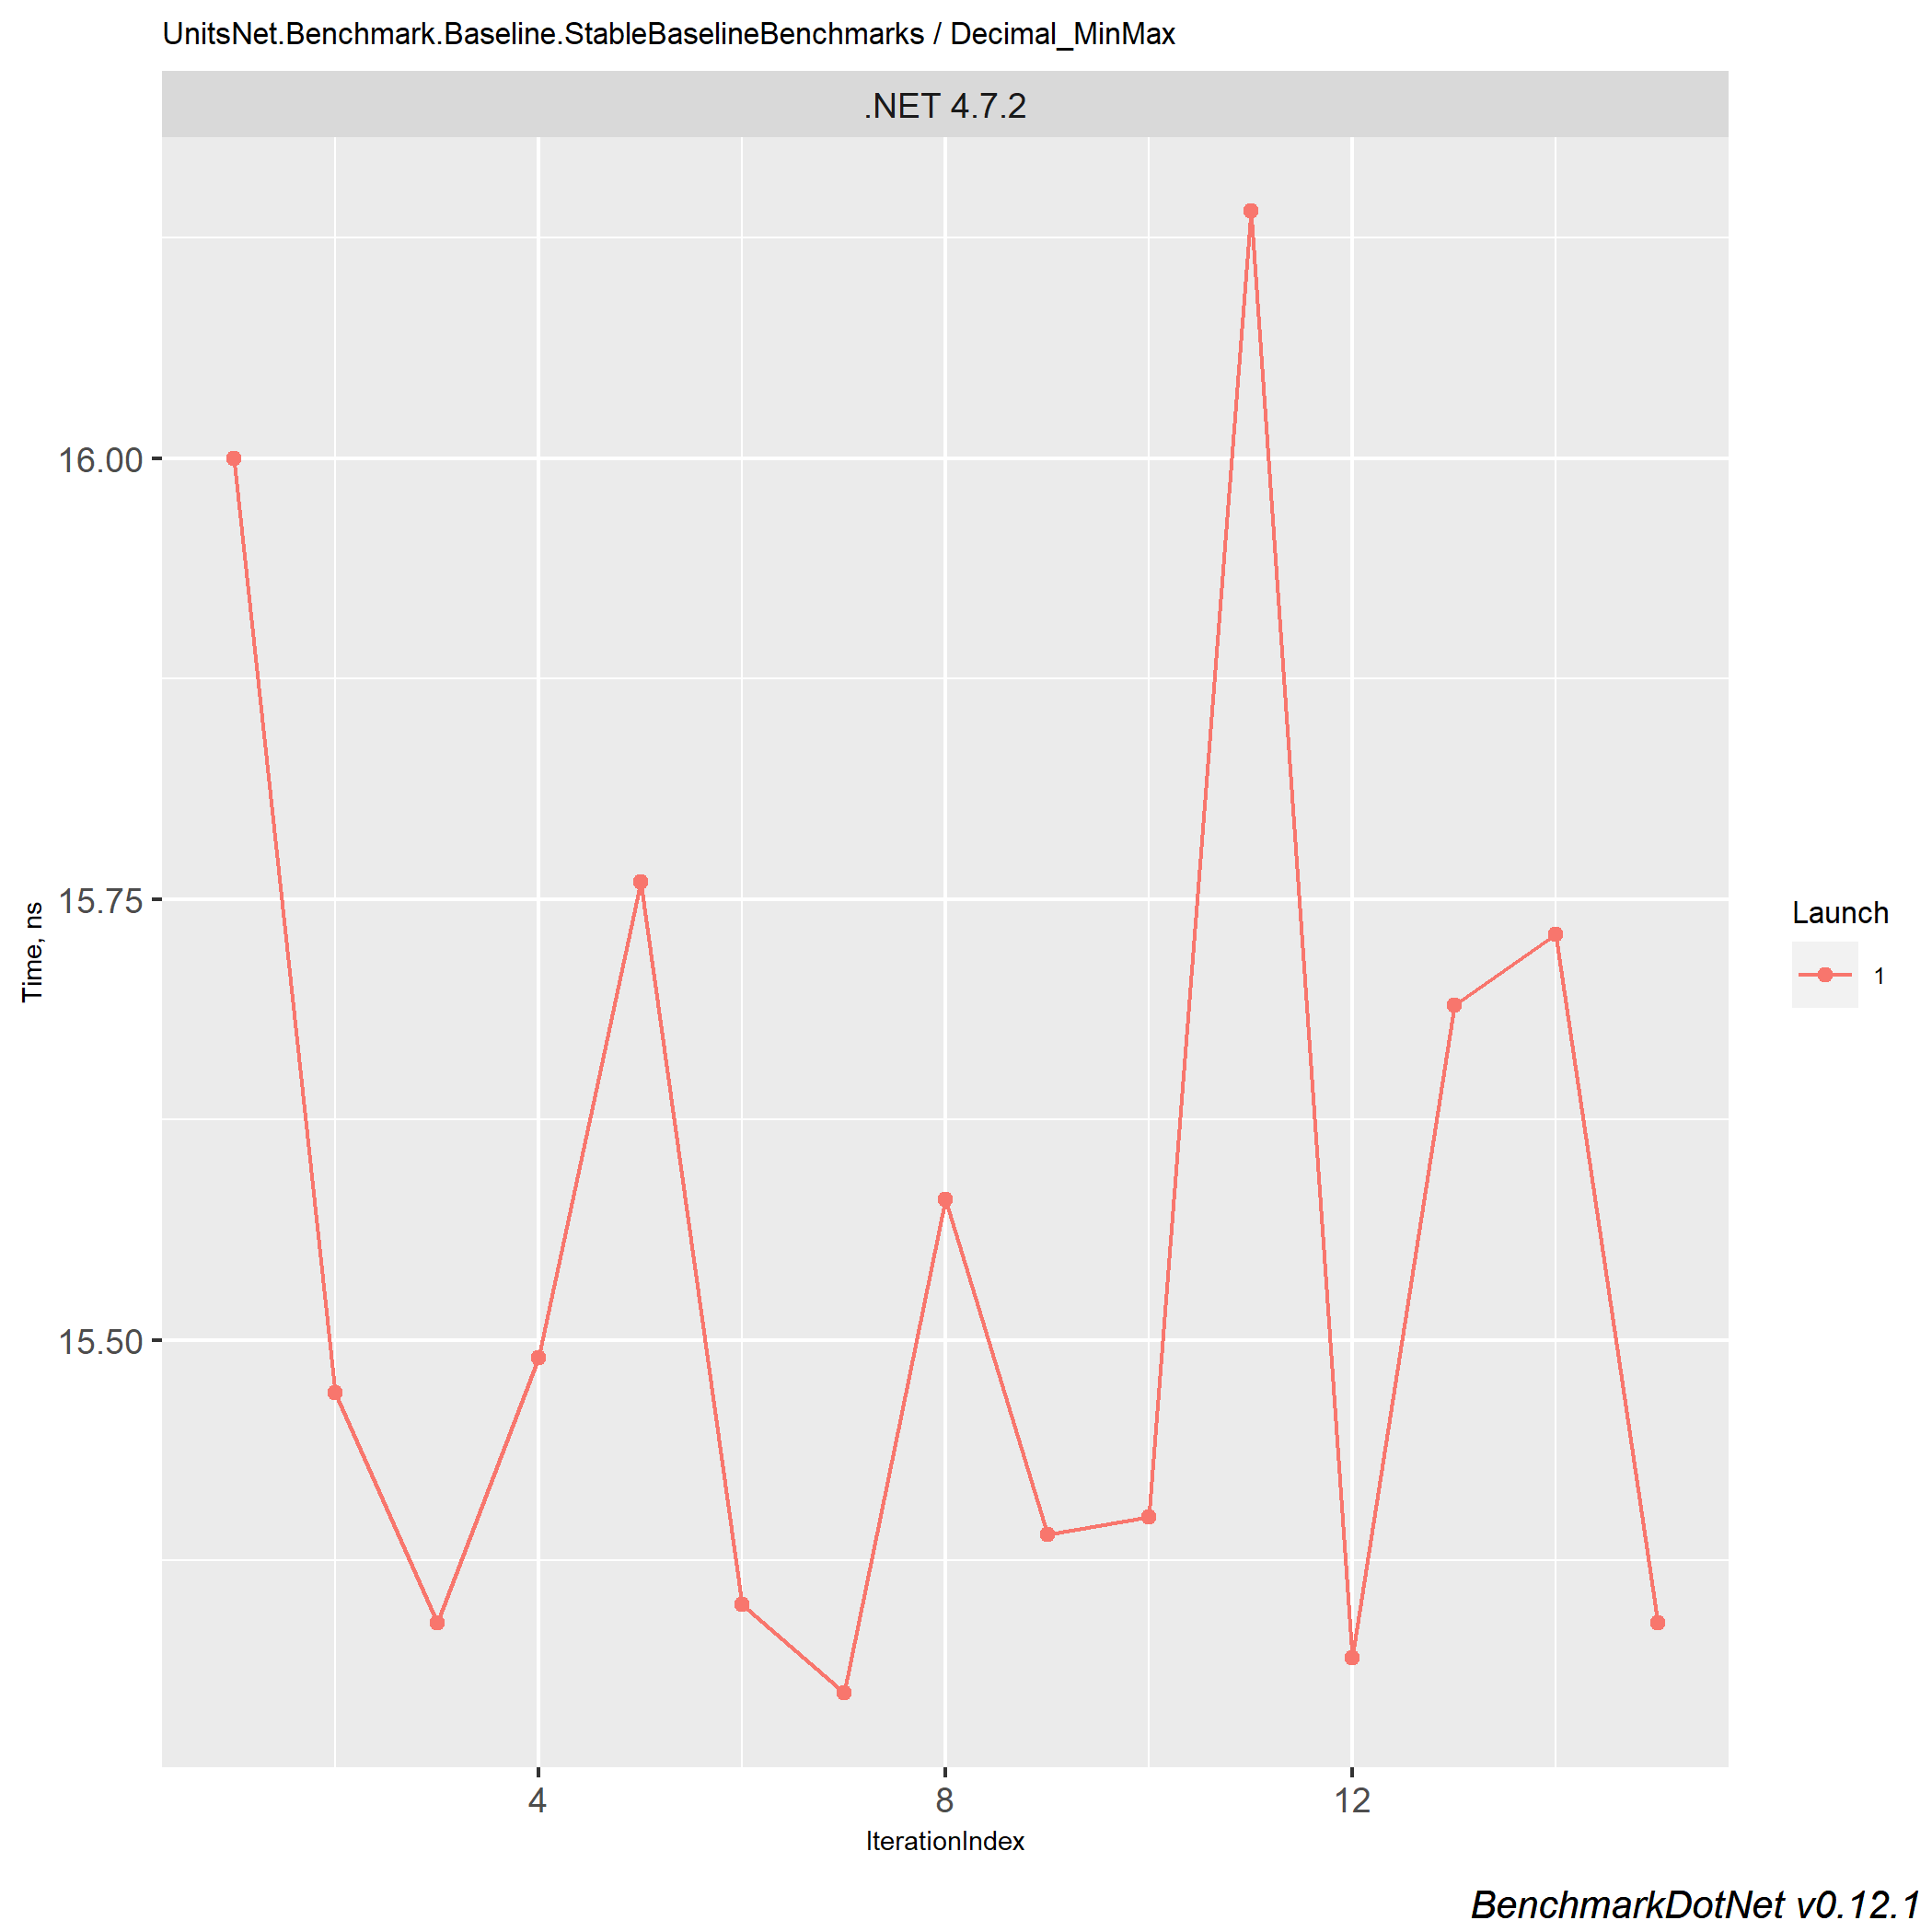 UnitsNet.Benchmark.Baseline.StableBaselineBenchmarks / Decimal_MinMax
.NET 4.7.2
16.00
15.75
15.50
Time, ns
4
8
12
IterationIndex
Launch
1
BenchmarkDotNet v0.12.1